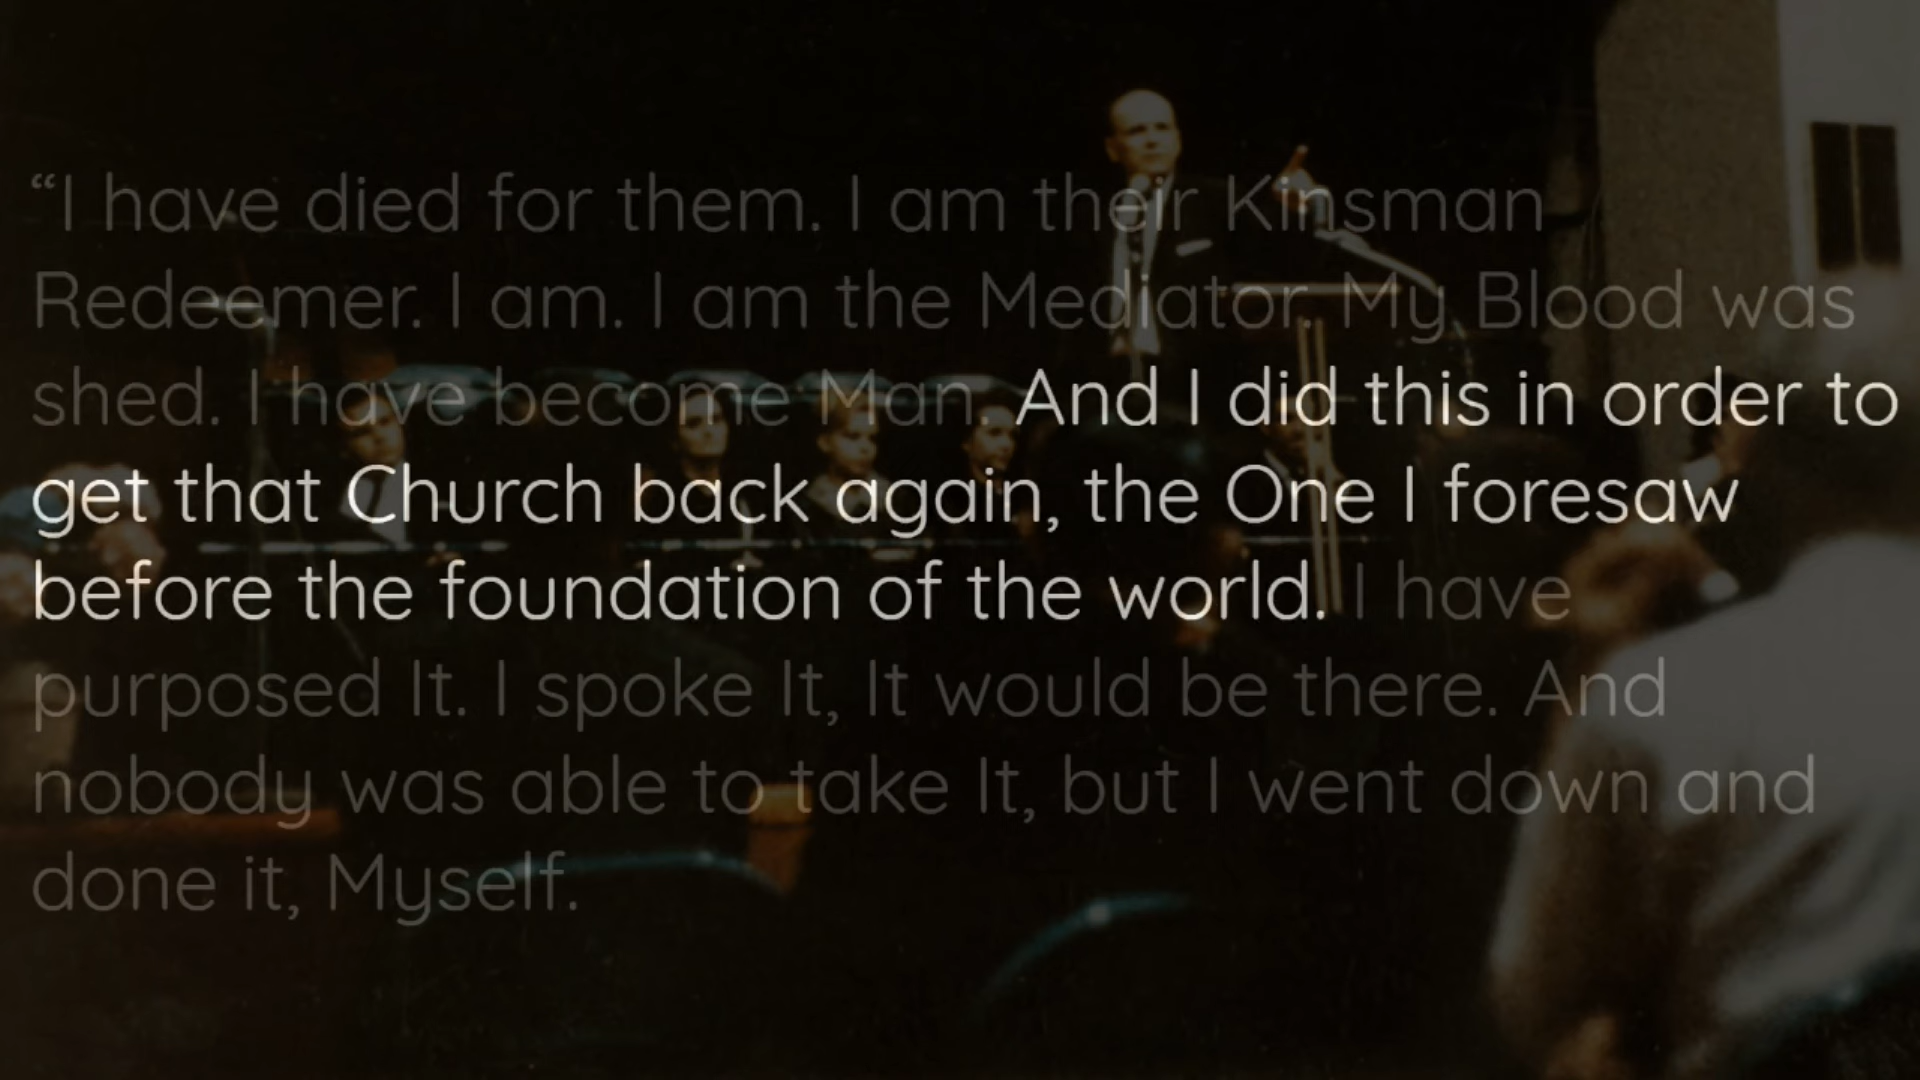 “I have died for them. I am their Kinsman
Redeemer. I am. I am the Mediator. My Blood was
shed. I have become Man. And I did this in order to
get that Church back again, the One I foresaw
before the foundation of the world. I have
purposed It. I spoke It, It would be there. And
nobody was able to take It, but I went down and
done it, Myself.